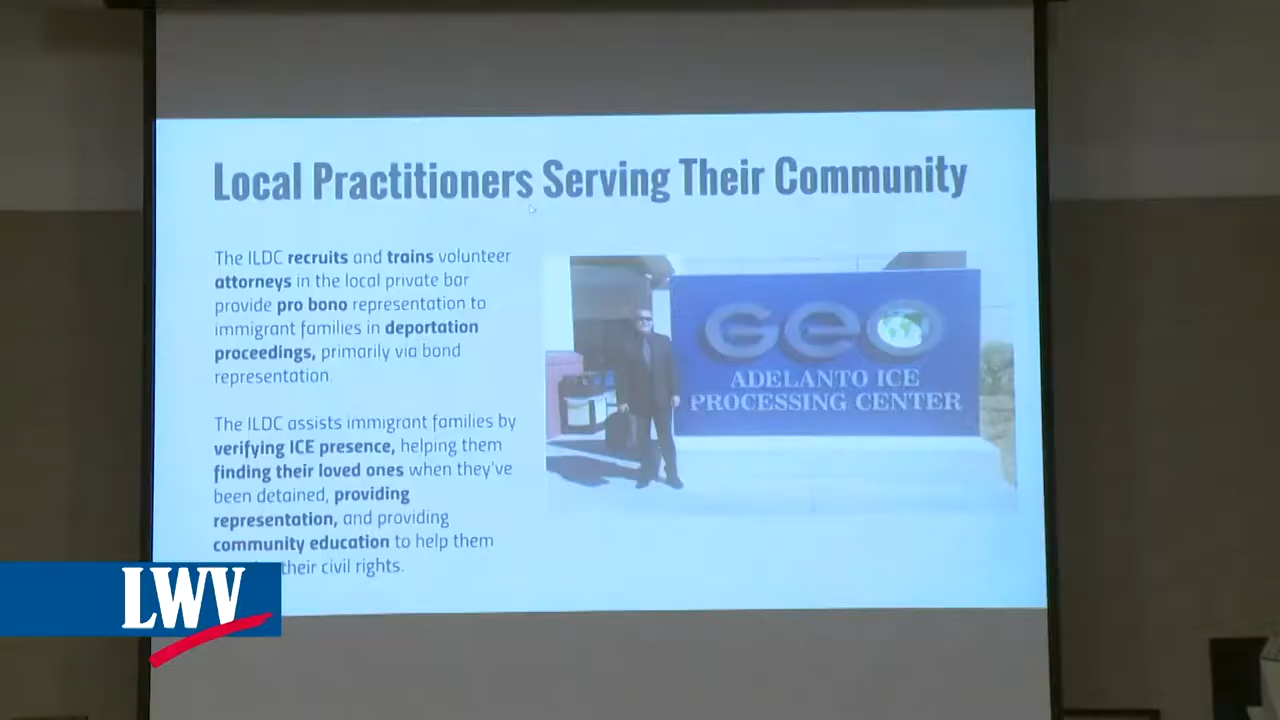 Local Practitioners Serving Their Community
The ILDC recruits and trains volunteer
attorneys in the local private bar
provide pro bono representation to
immigrant families in deportation
proceedings, primarily via bond
representation.
The ILDC assists immigrant families by
verifying ICE presence, helping them
finding their loved ones when they've
been detained, providing
representation, and providing
community education to help them
their civil rights.
GEO
ADELANTO ICE
PROCESSING CENTER
LWV